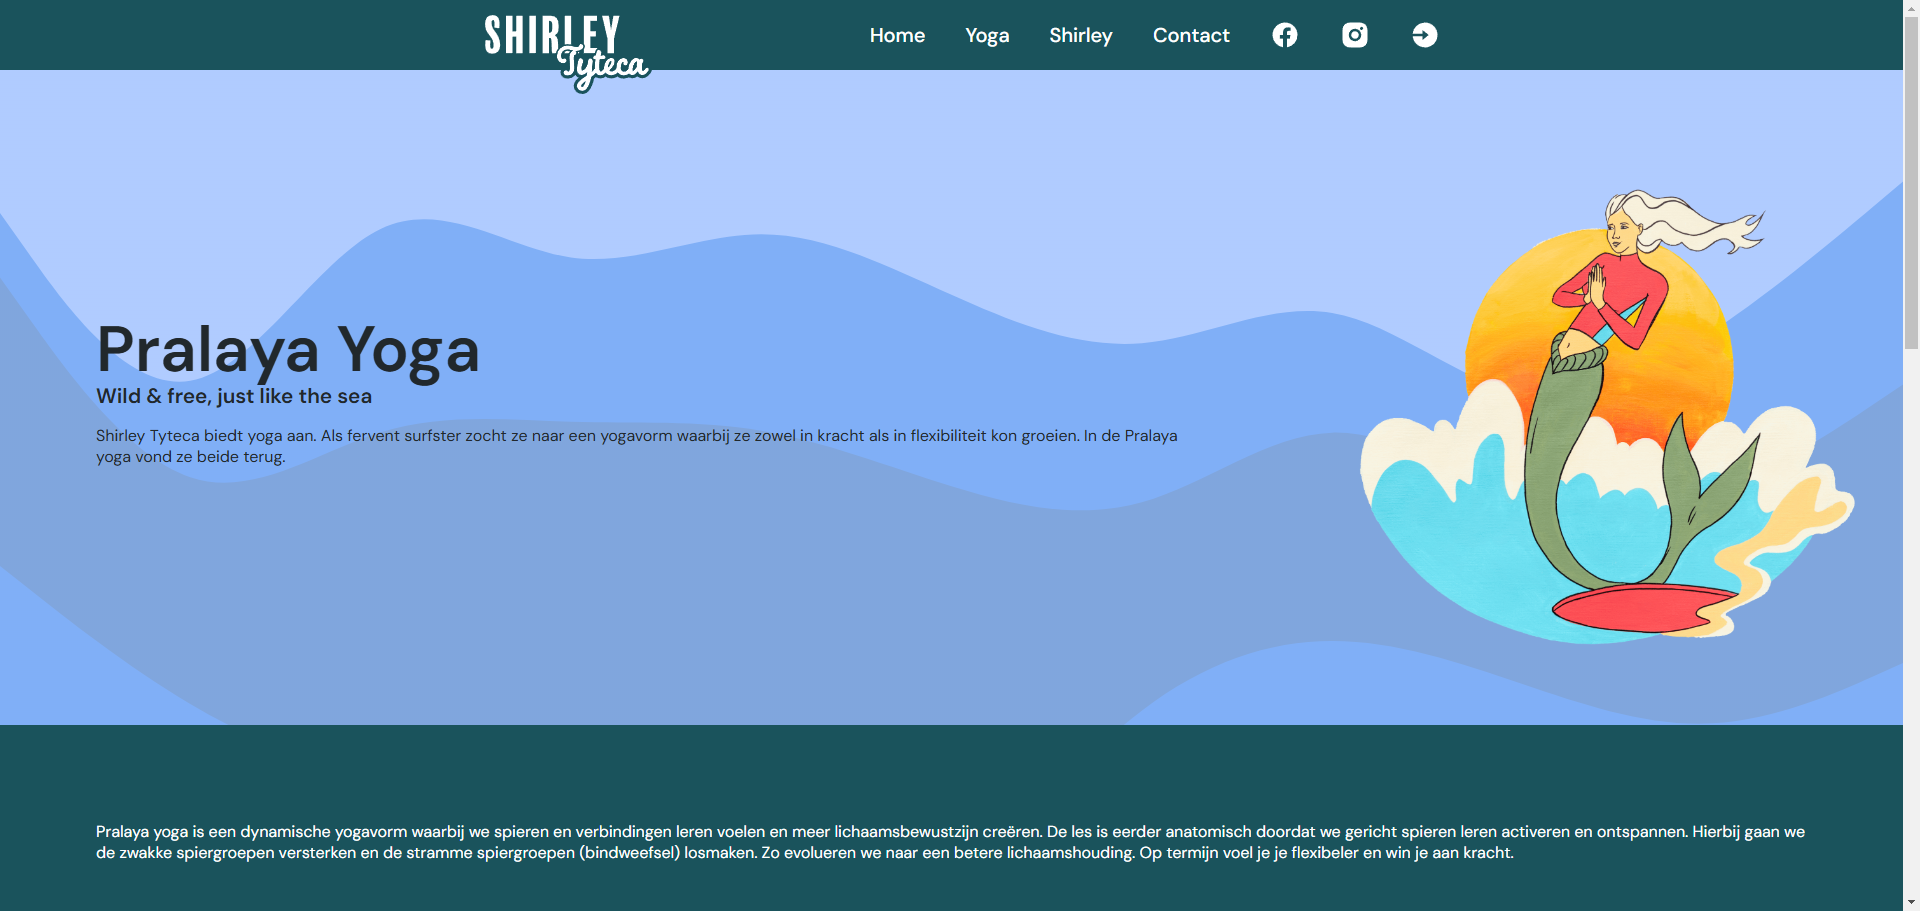 SHIRLEY
Tyteca
Home Yoga Shirley Contact
Pralaya Yoga
Wild & free, just like the sea
Shirley Tyteca biedt yoga aan. Als fervent surfster zocht ze naar een yogavorm waarbij ze zowel in kracht als in flexibiliteit kon groeien. In de Pralaya
yoga vond ze beide terug.
Pralaya yoga is een dynamische yogavorm waarbij we spieren en verbindingen leren voelen en meer lichaamsbewustzijn creëren. De les is eerder anatomisch doordat we gericht spieren leren activeren en ontspannen. Hierbij gaan we
de zwakke spiergroepen versterken en de stramme spiergroepen (bindweefsel) losmaken. Zo evolueren we naar een betere lichaamshouding. Op termijn voel je je flexibeler en win je aan kracht.